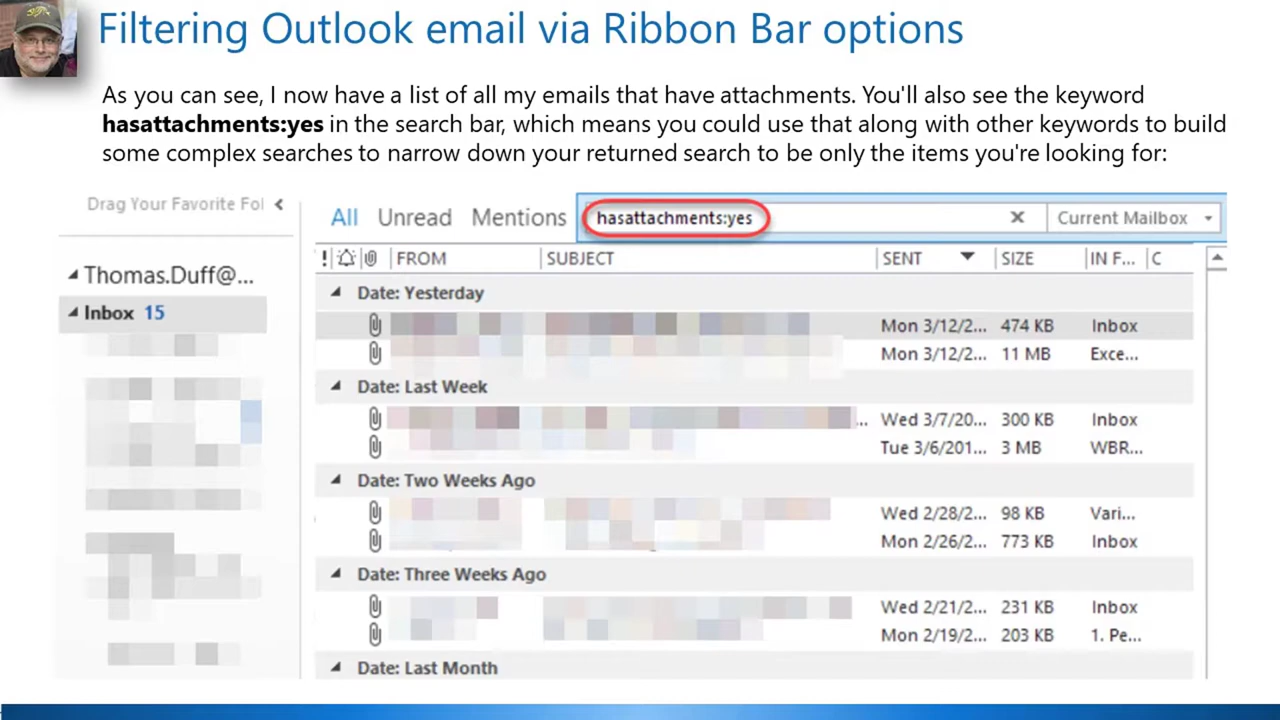 Filtering Outlook email via Ribbon Bar options
As you can see, I now have a list of all my emails that have attachments. You'll also see the keyword
hasattachments:yes in the search bar, which means you could use that along with other keywords to build
some complex searches to narrow down your returned search to be only the items you're looking for:
Drag Your Favorite Fol
All Unread Mentions hasattachments:yes Current Mailbox
! FROM SUBJECT SENT SIZE IN F... C
Thomas.Duff@...
Inbox 15
Date: Yesterday
Mon 3/12/2... 474 KB Inbox
Mon 3/12/2... 11 MB Exce...
Date: Last Week
... Wed 3/7/20... 300 KB Inbox
Tue 3/6/201... 3 MB WBR...
Date: Two Weeks Ago
Wed 2/28/2... 98 KB Vari...
Mon 2/26/2... 773 KB Inbox
Date: Three Weeks Ago
Wed 2/21/2... 231 KB Inbox
Mon 2/19/2... 203 KB 1. Pe...
Date: Last Month